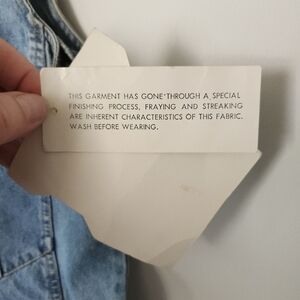 THIS GARMENT HAS GONE THROUGH A SPECIAL
FINISHING PROCESS, FRAYING AND STREAKING
ARE INHERENT CHARACTERISTICS OF THIS FABRIC.
WASH BEFORE WEARING.